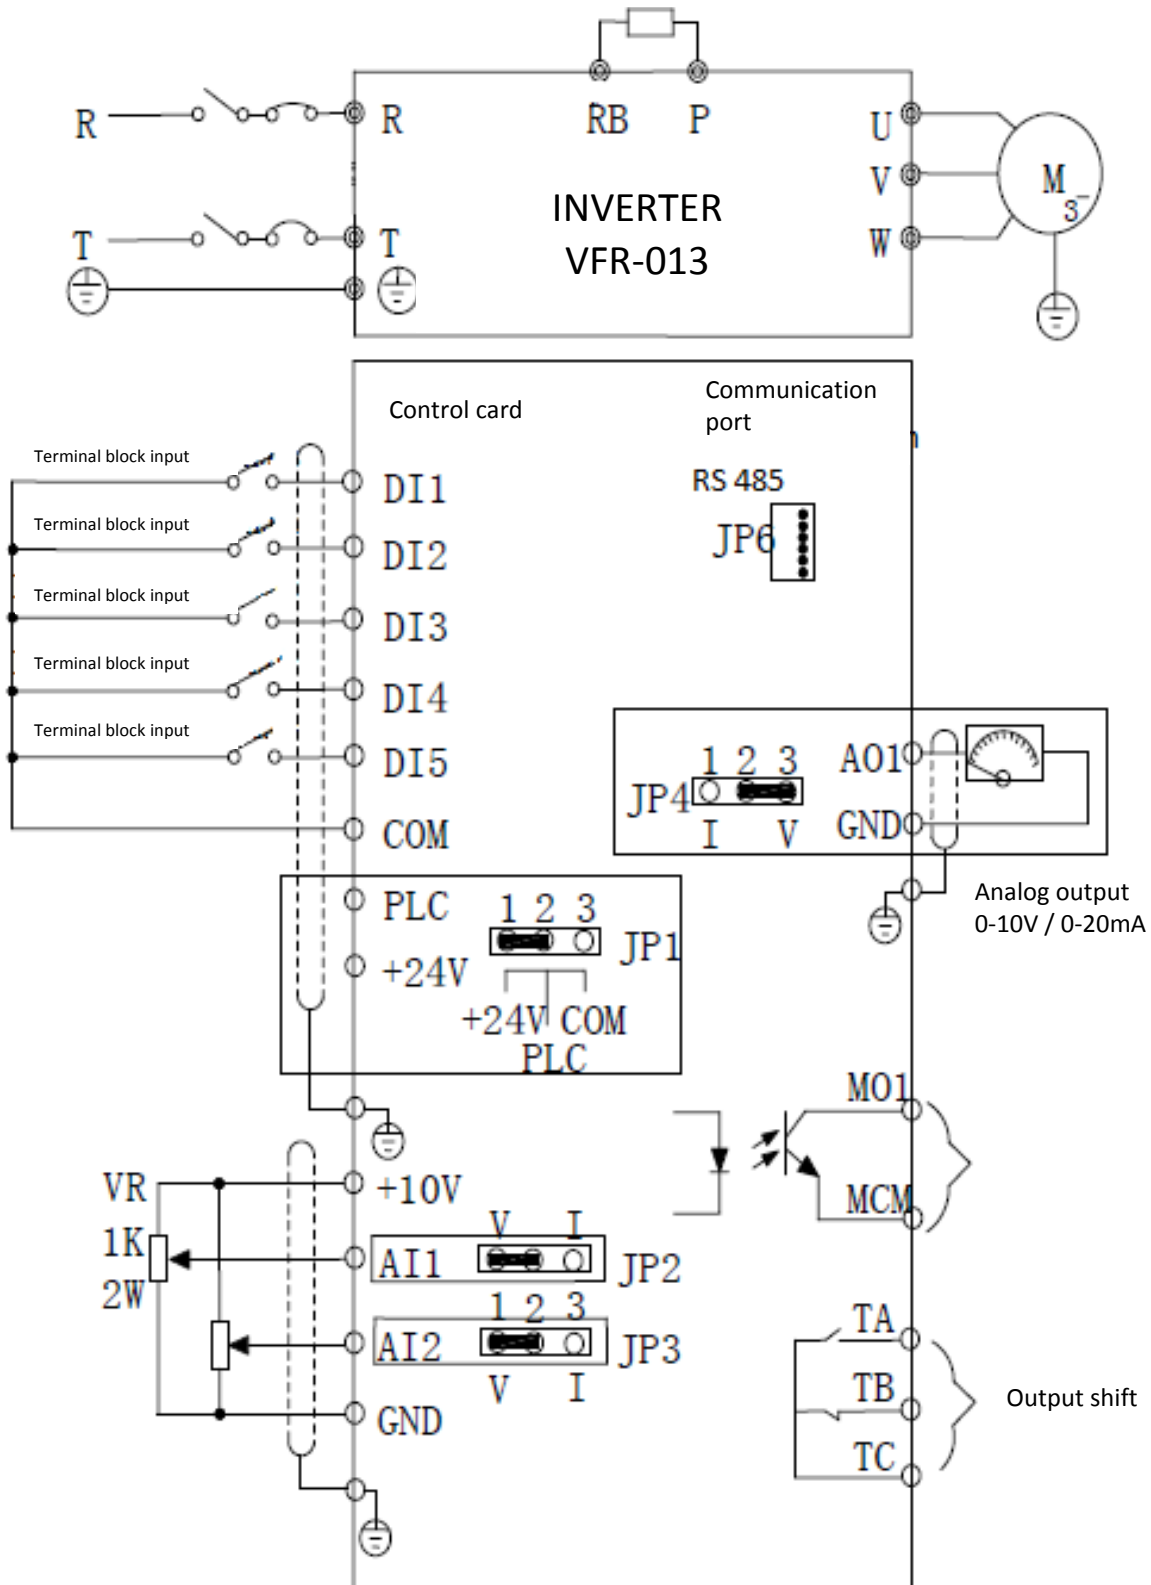 RB P
R R U
INVERTER
VFR-013
V M
3~
T T W
Control card
Communication
port
RS 485
JP6
Terminal block input
DI1
Terminal block input
DI2
Terminal block input
DI3
Terminal block input
DI4
Terminal block input
DI5
COM
1 2 3
JP4
I V
AO1
GND
Analog output
0-10V / 0-20mA
PLC
+24V
1 2 3
JP1
+24V COM
PLC
MO1
MCM
VR
1K
2W
+10V
V I
AI1 JP2
1 2 3
AI2 JP3
V I
GND
TA
TB
TC
Output shift